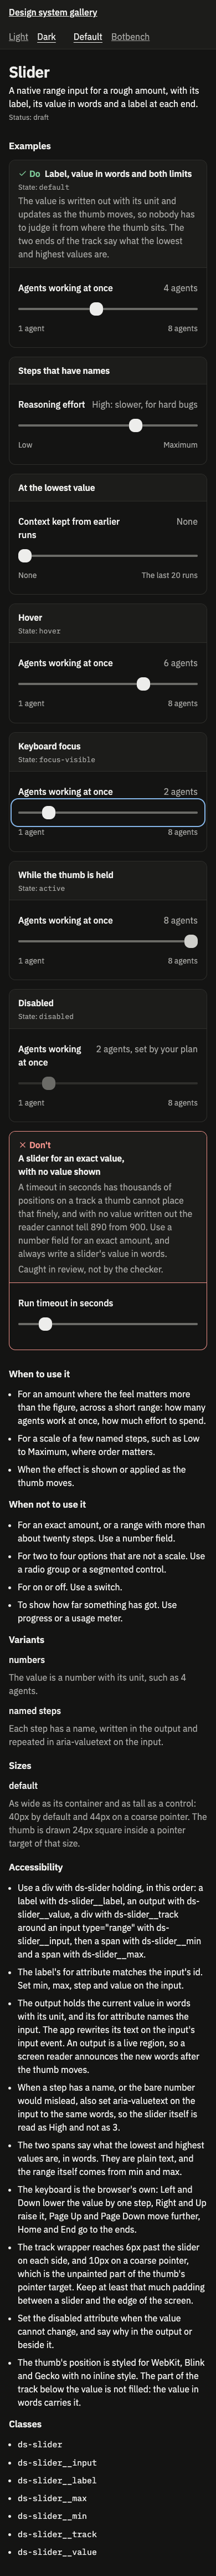 Design system gallery
Light Dark Default Botbench
Slider
A native range input for a rough amount, with its
label, its value in words and a label at each end.
Status: draft
Examples
Do Label, value in words and both limits
State: default
The value is written out with its unit and
updates as the thumb moves, so nobody has
to judge it from where the thumb sits. The
two ends of the track say what the lowest
and highest values are.
Agents working at once 4 agents
1 agent 8 agents
Steps that have names
Reasoning effort High: slower, for hard bugs
Low Maximum
At the lowest value
Context kept from earlier None
runs
None The last 20 runs
Hover
State: hover
Agents working at once 6 agents
1 agent 8 agents
Keyboard focus
State: focus-visible
Agents working at once 2 agents
1 agent 8 agents
While the thumb is held
State: active
Agents working at once 8 agents
1 agent 8 agents
Disabled
State: disabled
Agents working 2 agents, set by your plan
at once
1 agent 8 agents
Don't
A slider for an exact value,
with no value shown
A timeout in seconds has thousands of
positions on a track a thumb cannot place
that finely, and with no value written out the
reader cannot tell 890 from 900. Use a
number field for an exact amount, and
always write a slider's value in words.
Caught in review, not by the checker.
Run timeout in seconds
When to use it
For an amount where the feel matters more
than the figure, across a short range: how many
agents work at once, how much effort to spend.
For a scale of a few named steps, such as Low
to Maximum, where order matters.
When the effect is shown or applied as the
thumb moves.
When not to use it
For an exact amount, or a range with more than
about twenty steps. Use a number field.
For two to four options that are not a scale. Use
a radio group or a segmented control.
For on or off. Use a switch.
To show how far something has got. Use
progress or a usage meter.
Variants
numbers
The value is a number with its unit, such as 4
agents.
named steps
Each step has a name, written in the output and
repeated in aria-valuetext on the input.
Sizes
default
As wide as its container and as tall as a control:
40px by default and 44px on a coarse pointer. The
thumb is drawn 24px square inside a pointer
target of that size.
Accessibility
Use a div with ds-slider holding, in this order: a
label with ds-slider__label, an output with ds-
slider__value, a div with ds-slider__track
around an input type="range" with ds-
slider__input, then a span with ds-slider__min
and a span with ds-slider__max.
The label's for attribute matches the input's id.
Set min, max, step and value on the input.
The output holds the current value in words
with its unit, and its for attribute names the
input. The app rewrites its text on the input's
input event. An output is a live region, so a
screen reader announces the new words after
the thumb moves.
When a step has a name, or the bare number
would mislead, also set aria-valuetext on the
input to the same words, so the slider itself is
read as High and not as 3.
The two spans say what the lowest and highest
values are, in words. They are plain text, and
the range itself comes from min and max.
The keyboard is the browser's own: Left and
Down lower the value by one step, Right and Up
raise it, Page Up and Page Down move further,
Home and End go to the ends.
The track wrapper reaches 6px past the slider
on each side, and 10px on a coarse pointer,
which is the unpainted part of the thumb's
pointer target. Keep at least that much padding
between a slider and the edge of the screen.
Set the disabled attribute when the value
cannot change, and say why in the output or
beside it.
The thumb's position is styled for WebKit, Blink
and Gecko with no inline style. The part of the
track below the value is not filled: the value in
words carries it.
Classes
ds-slider
ds-slider__input
ds-slider__label
ds-slider__max
ds-slider__min
ds-slider__track
ds-slider__value